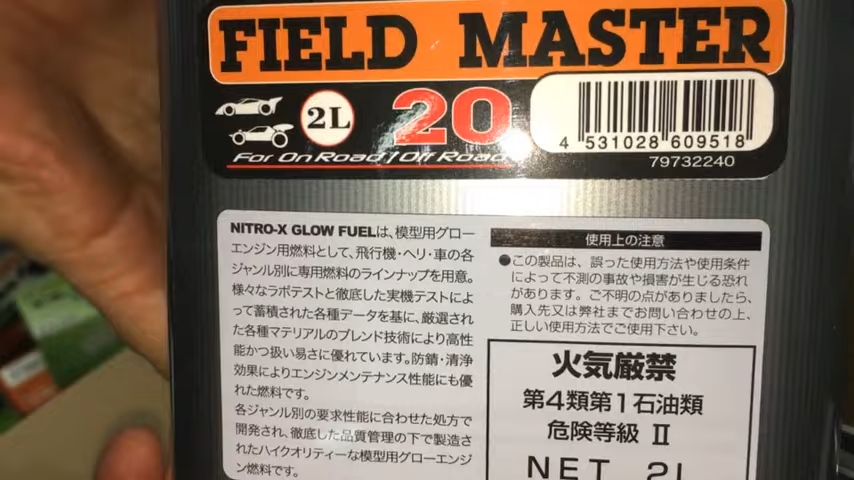 FIELD MASTER
2L
20
4 531028 609518
79732240
For On Road / Off Road
NITRO-X GLOW FUELは、模型用グロー
エンジン用燃料として、飛行機・ヘリ・車の各
ジャンル別に専用燃料のラインナップを用意。
様々なラボテストと徹底した実機テストによ
って蓄積された各種データを基に、厳選され
た各種マテリアルのブレンド技術により高性
能かつ扱い易さに優れています。防錆・清浄
効果によりエンジンメンテナンス性能にも優
れた燃料です。
各ジャンル別の要求性能に合わせた処方で
開発され、徹底した品質管理の下で製造さ
れたハイクオリティーな模型用グローエンジ
ン燃料です。
使用上の注意
●この製品は、誤った使用方法や使用条件
によって不測の事故や損害が生じる恐れ
があります。ご不明の点がありましたら、
購入先又は弊社までお問い合わせの上、
正しい使用方法でご使用下さい。
火気厳禁
第4類第1石油類
危険等級 Ⅱ
NET 2L